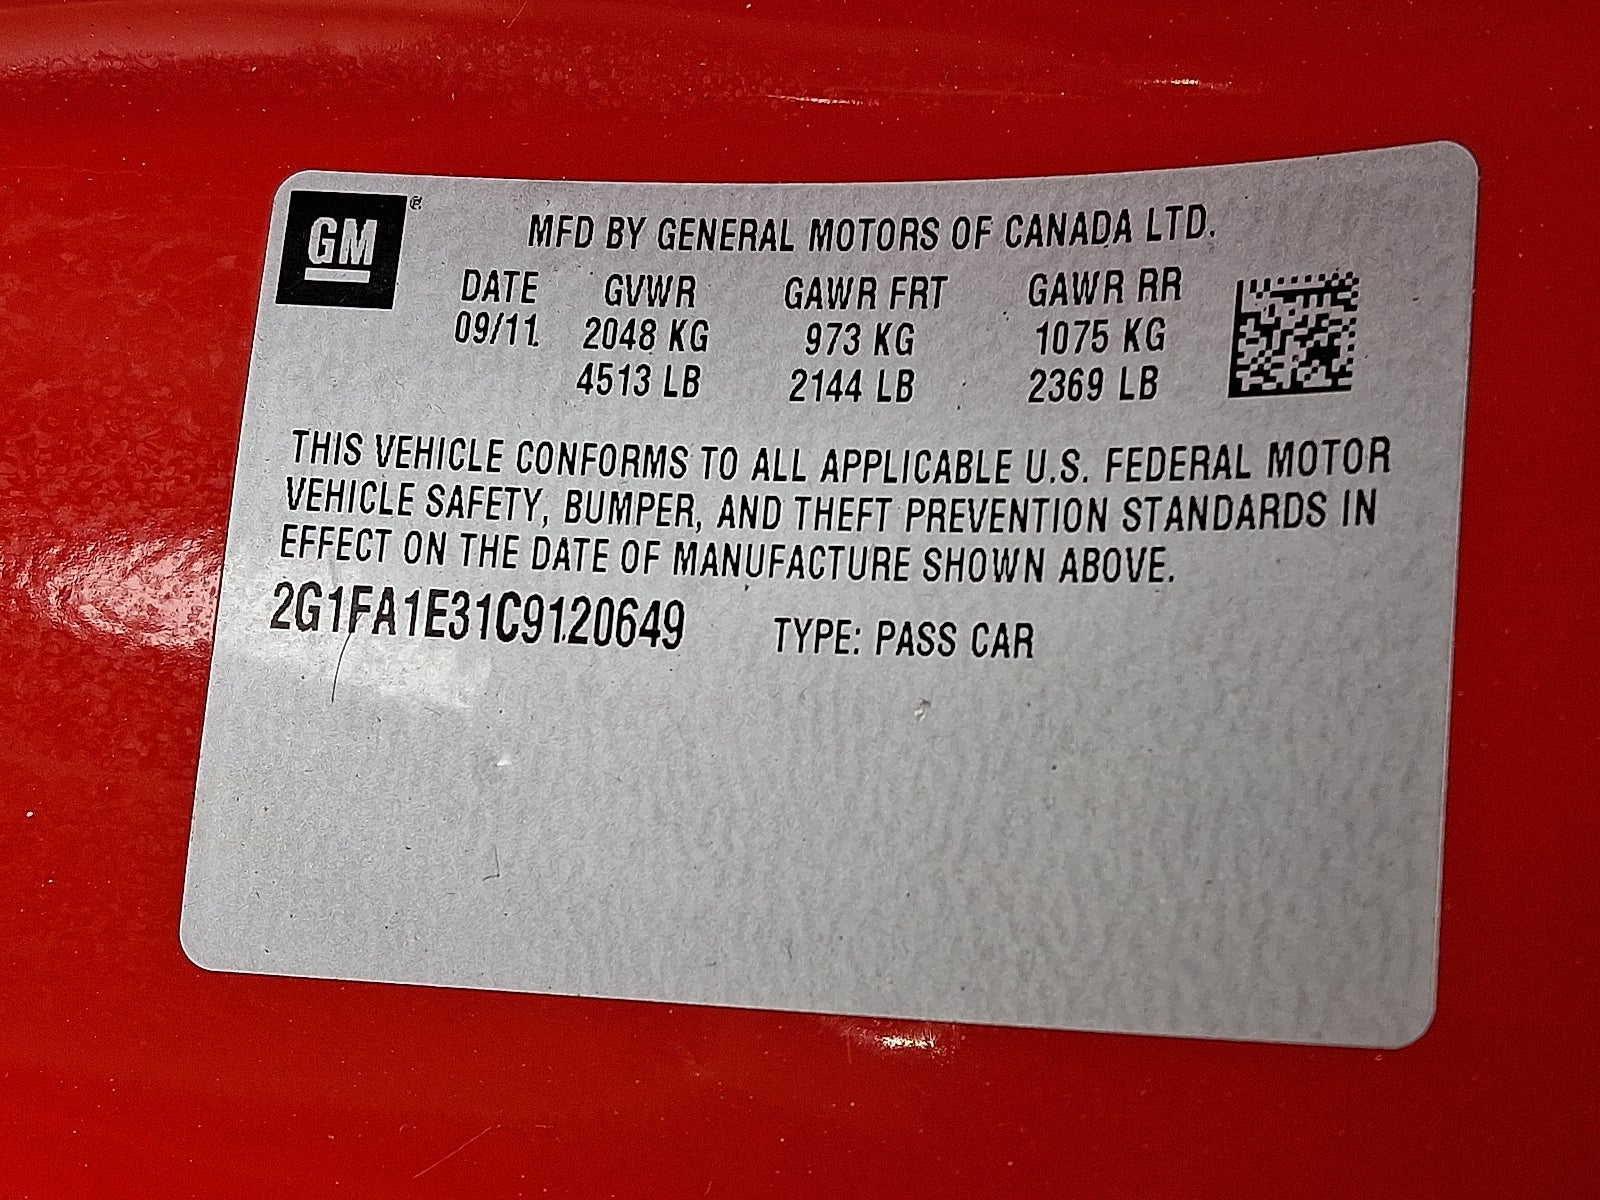 GM®
MFD BY GENERAL MOTORS OF CANADA LTD.
DATE GVWR GAWR FRT GAWR RR
09/11 2048 KG 973 KG 1075 KG
4513 LB 2144 LB 2369 LB
THIS VEHICLE CONFORMS TO ALL APPLICABLE U.S. FEDERAL MOTOR
VEHICLE SAFETY, BUMPER, AND THEFT PREVENTION STANDARDS IN
EFFECT ON THE DATE OF MANUFACTURE SHOWN ABOVE.
2G1FA1E31C9120649 TYPE: PASS CAR